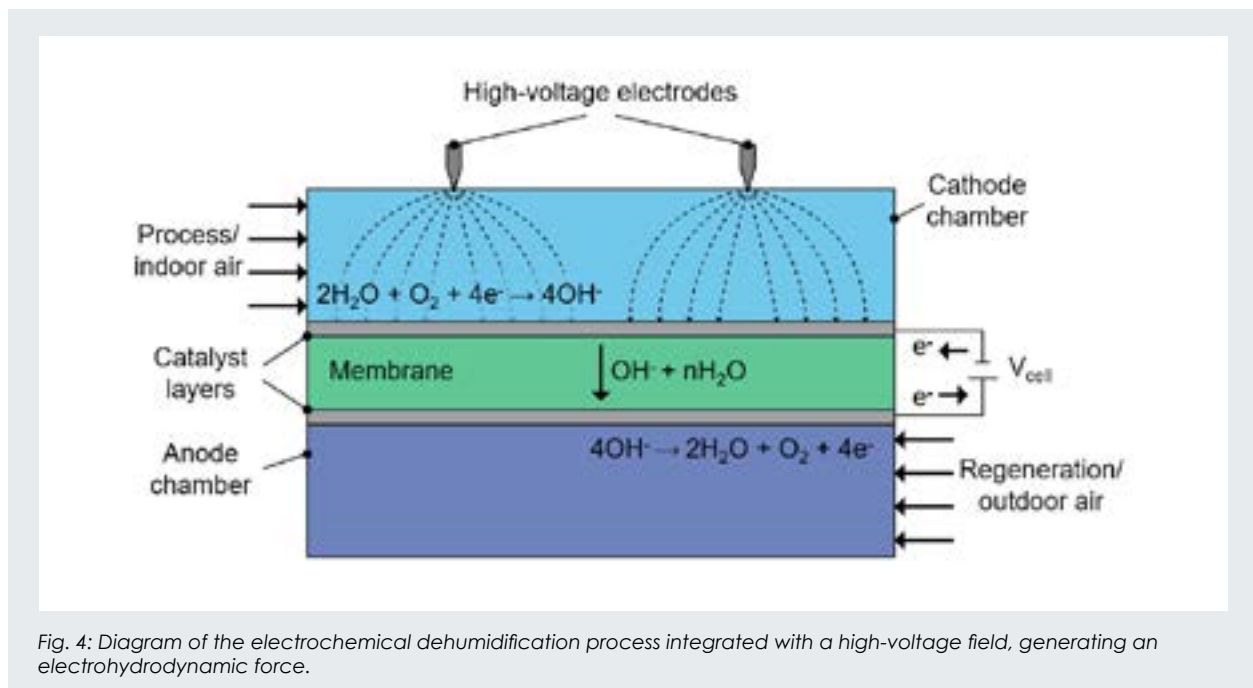 High-voltage electrodes
Cathode
chamber
Process/
indoor air
2H₂O + O₂ + 4e⁻ → 4OH⁻
Catalyst
layers
Membrane
OH⁻ + nH₂O
e⁻
V_cell
e⁻
Anode
chamber
4OH⁻ → 2H₂O + O₂ + 4e⁻
Regeneration/
outdoor air
Fig. 4: Diagram of the electrochemical dehumidification process integrated with a high-voltage field, generating an
electrohydrodynamic force.